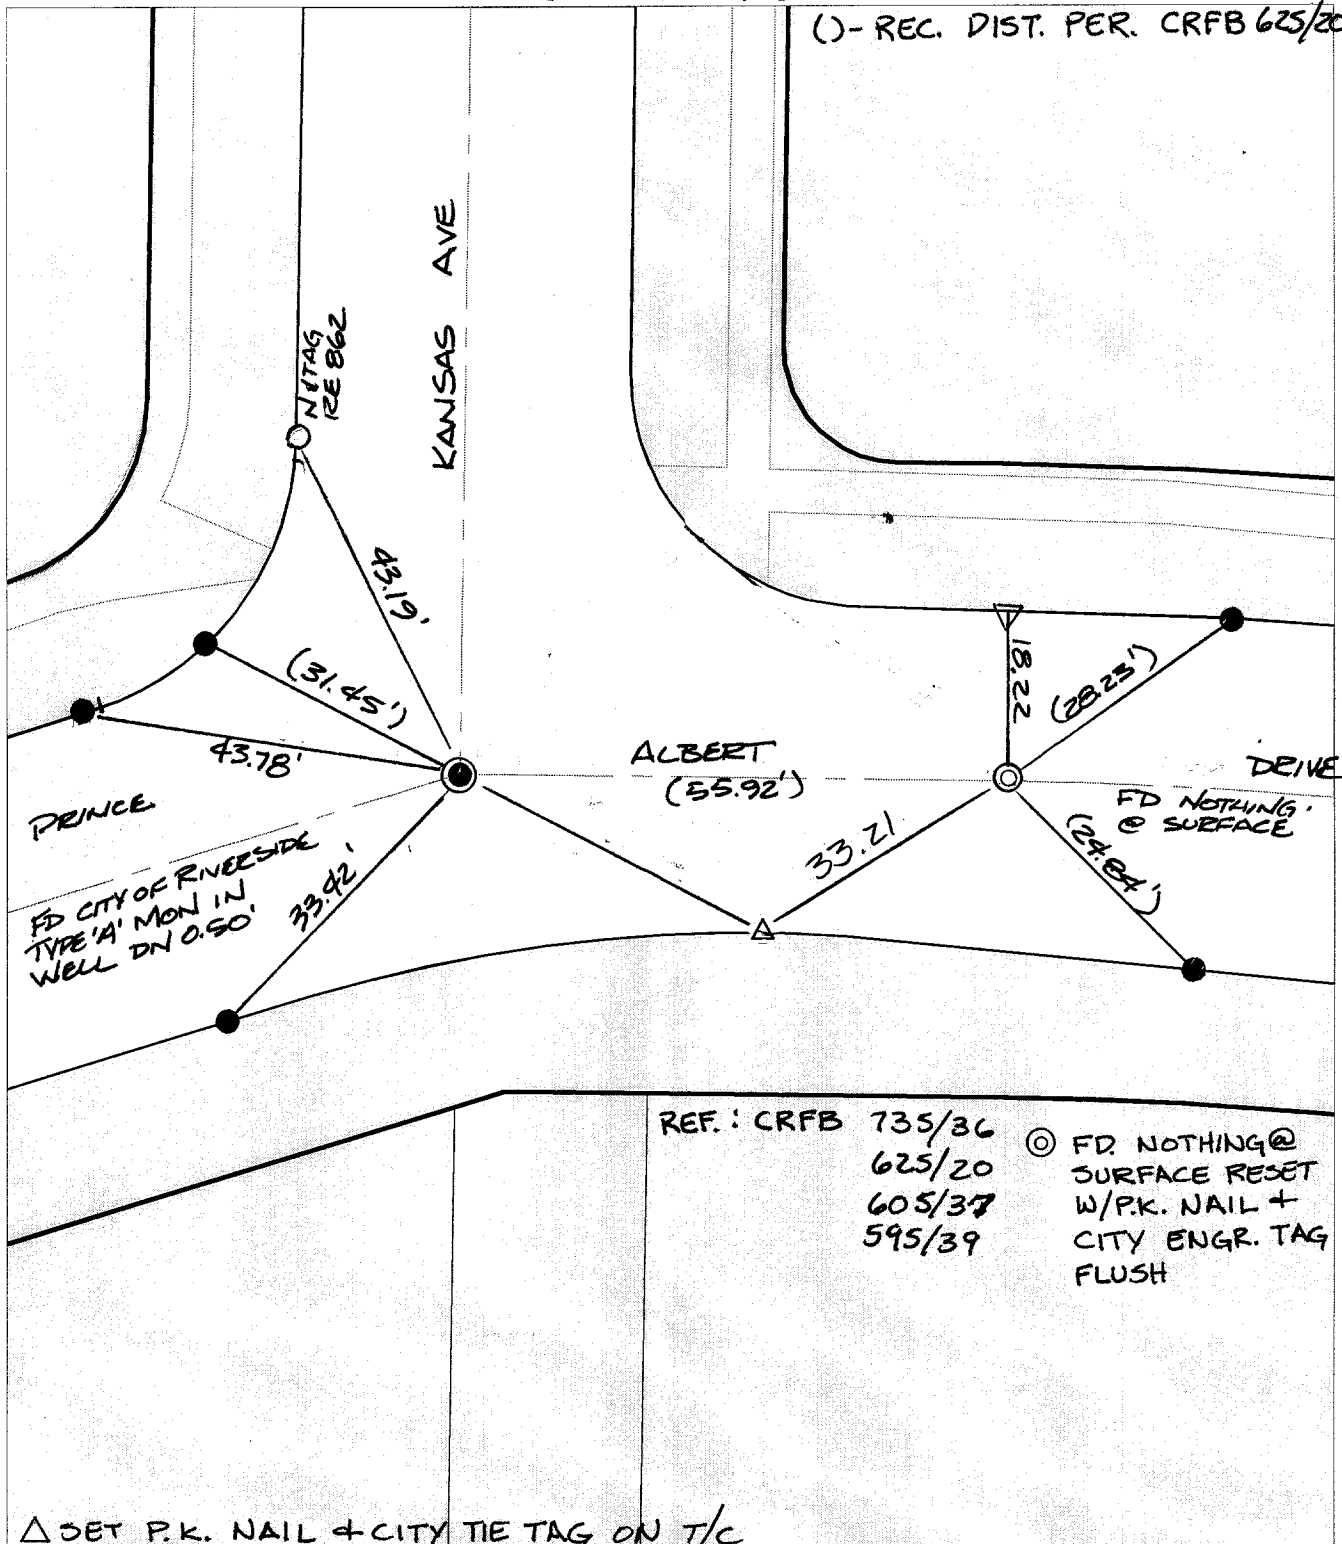 ()- REC. DIST. PER. CRFB 625/20
KANSAS AVE
N&TAG
RE 862
43.19'
(31.45')
43.78'
18.22
(28.23')
ALBERT
(55.92')
DRIVE
PRINCE
FD NOTHING
@ SURFACE
33.21
(24.84')
FD CITY OF RIVERSIDE
TYPE 'A' MON IN
WELL DN 0.50'
33.42'
REF.: CRFB 735/36
625/20
605/37
595/39
FD. NOTHING @
SURFACE RESET
W/P.K. NAIL +
CITY ENGR. TAG
FLUSH
△ SET P.K. NAIL & CITY TIE TAG ON T/C